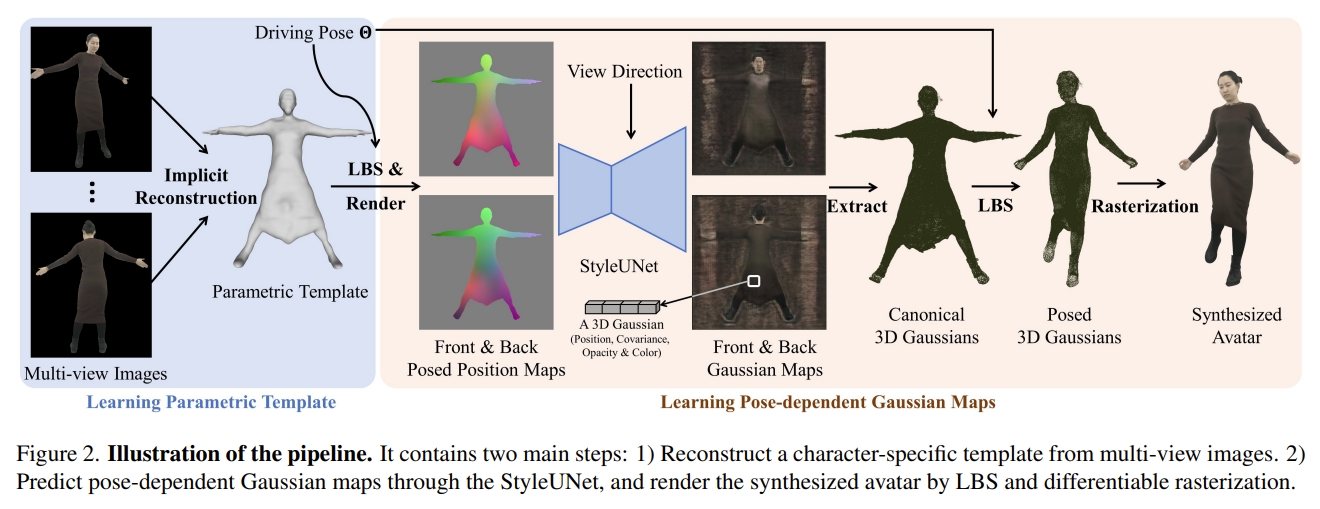 Driving Pose Θ
Implicit
Reconstruction
Parametric Template
Multi-view Images
Learning Parametric Template
LBS &
Render
View Direction
StyleUNet
A 3D Gaussian
(Position, Covariance,
Opacity & Color)
Front & Back
Posed Position Maps
Front & Back
Gaussian Maps
Extract
LBS
Rasterization
Canonical
3D Gaussians
Posed
3D Gaussians
Synthesized
Avatar
Learning Pose-dependent Gaussian Maps
Figure 2. Illustration of the pipeline. It contains two main steps: 1) Reconstruct a character-specific template from multi-view images. 2)
Predict pose-dependent Gaussian maps through the StyleUNet, and render the synthesized avatar by LBS and differentiable rasterization.